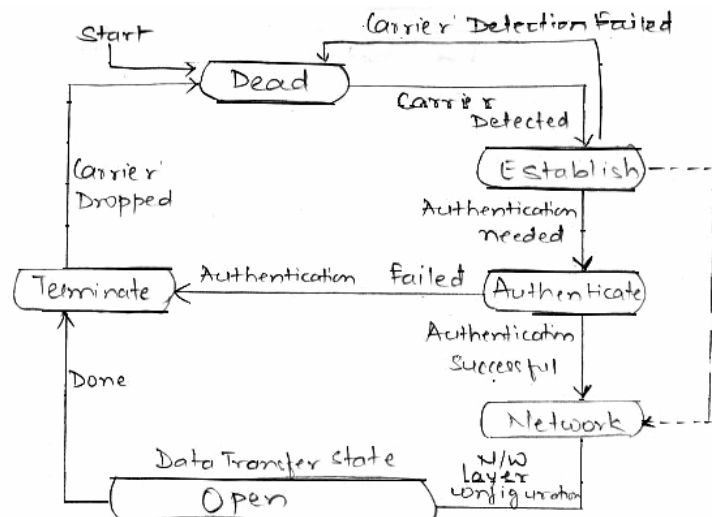 Start
Carrier Detection Failed
Dead
Carrier
Detected
Establish
Carrier
Dropped
Authentication
needed
Terminate
Authentication Failed
Authenticate
Authentication
Successful
Done
Network
Data Transfer State
N/W
Layer
configuration
Open